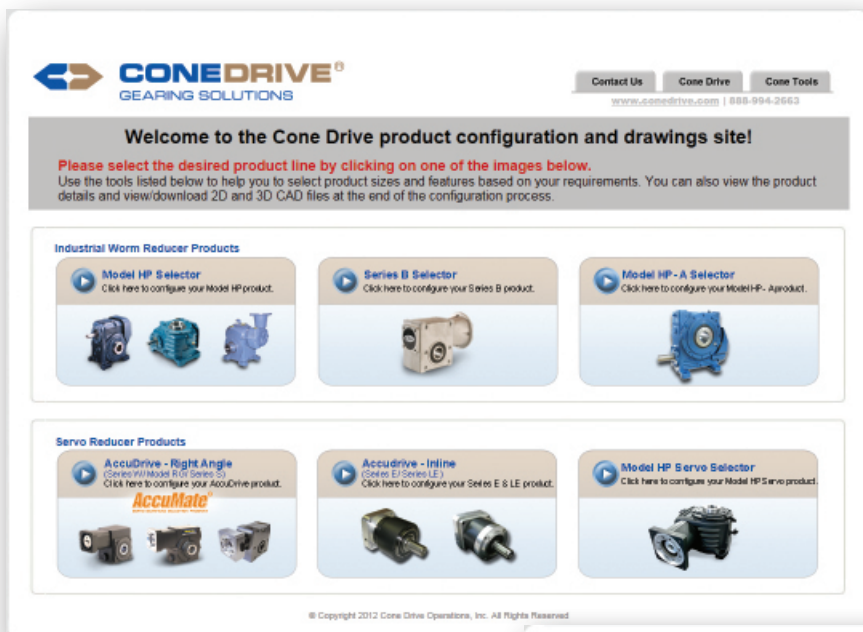 CONEDRIVE®
GEARING SOLUTIONS
Contact Us
Cone Drive
Cone Tools
www.conedrive.com | 888-994-2663
Welcome to the Cone Drive product configuration and drawings site!
Please select the desired product line by clicking on one of the images below.
Use the tools listed below to help you to select product sizes and features based on your requirements. You can also view the product
details and view/download 2D and 3D CAD files at the end of the configuration process.
Industrial Worm Reducer Products
Model HP Selector
Click here to configure your Model HP product.
Series B Selector
Click here to configure your Series B product.
Model HP - A Selector
Click here to configure your Model HP - A product.
Servo Reducer Products
AccuDrive - Right Angle
(Series W/ Model RG/ Series S)
Click here to configure your AccuDrive product.
AccuMate®
Accudrive - Inline
(Series E/ Series LE)
Click here to configure your Series E & LE product.
Model HP Servo Selector
Click here to configure your Model HP Servo product.
© Copyright 2012 Cone Drive Operations, Inc. All Rights Reserved